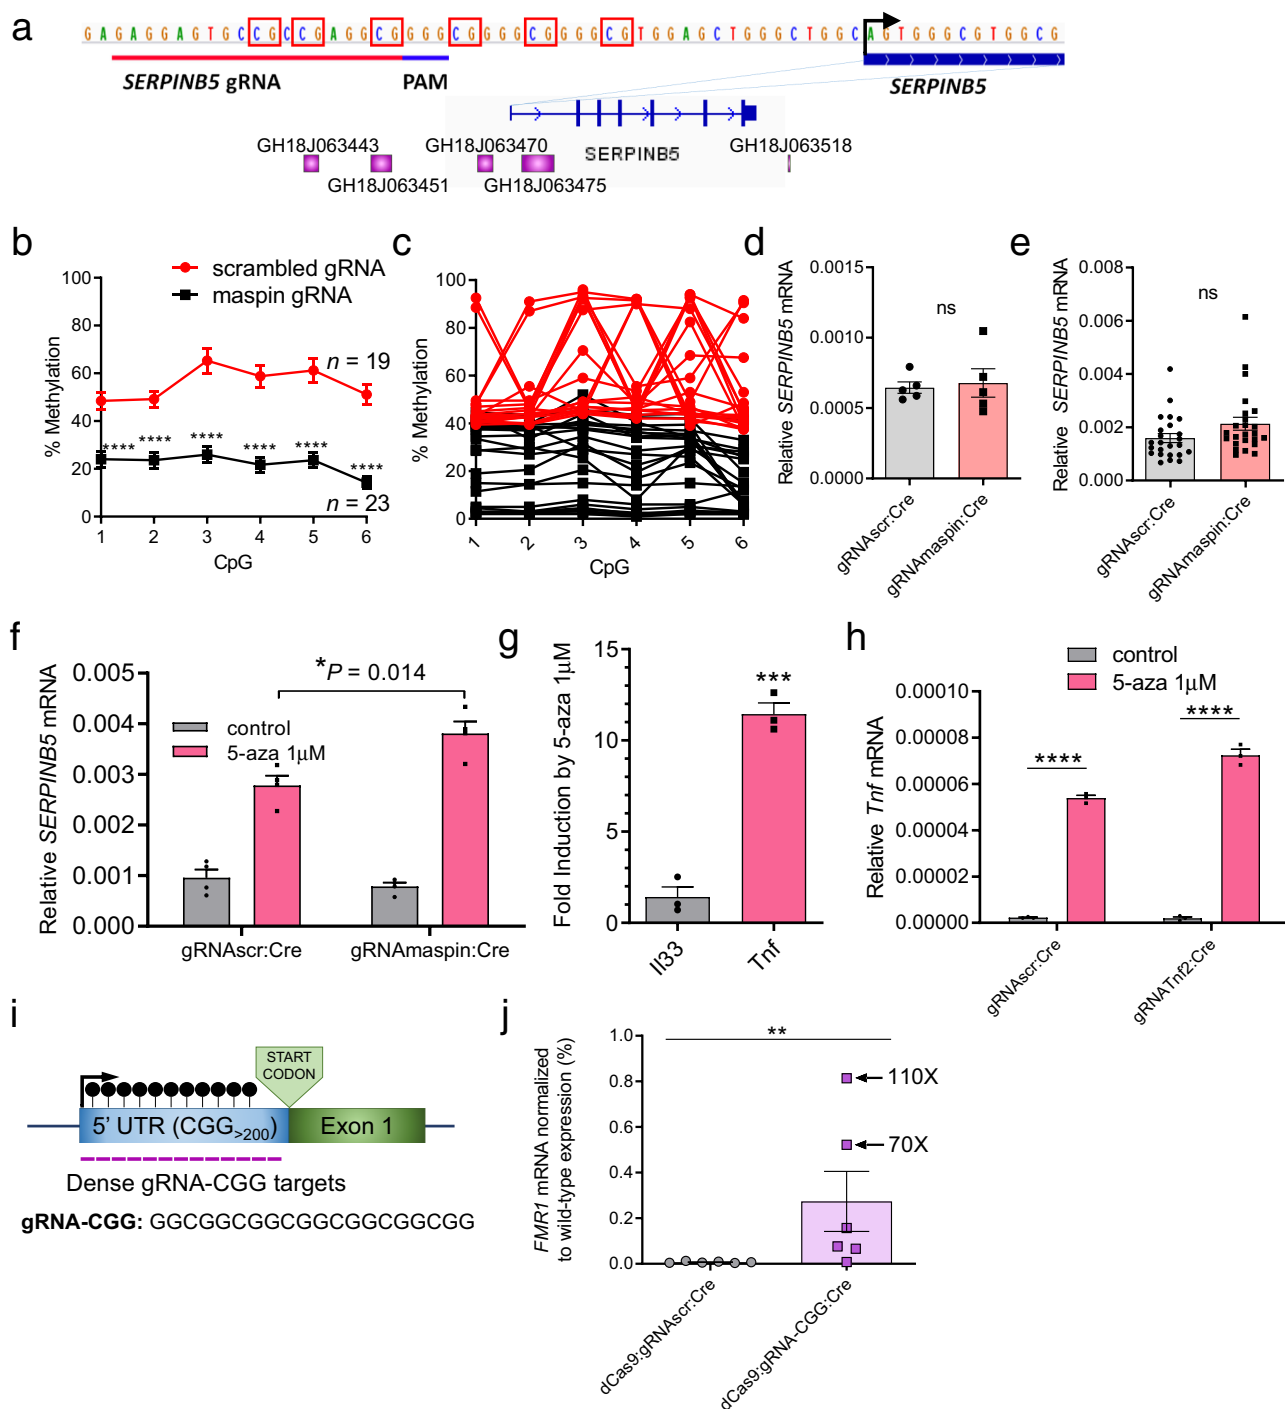 a
GAGAGGAGTGCCGCCGAGGCGGGGCGGGGCGGGGCGTGGAGCTGGGCTGGCAGTGGGCGTGGCG
SERPINB5 gRNA
PAM
SERPINB5
SERPINB5
GH18J063443
GH18J063470
GH18J063518
GH18J063451
GH18J063475
b
scrambled gRNA
maspin gRNA
% Methylation
100
80
60
40
20
0
n = 19
****
****
****
****
****
****
n = 23
1 2 3 4 5 6
CpG
c
% Methylation
100
80
60
40
20
0
1 2 3 4 5 6
CpG
d
Relative SERPINB5 mRNA
0.0015
0.0010
0.0005
0.0000
ns
gRNAscr:Cre
gRNAmaspin:Cre
e
Relative SERPINB5 mRNA
0.008
0.006
0.004
0.002
0.000
ns
gRNAscr:Cre
gRNAmaspin:Cre
f
Relative SERPINB5 mRNA
0.005
0.004
0.003
0.002
0.001
0.000
*P = 0.014
control
5-aza 1µM
gRNAscr:Cre
gRNAmaspin:Cre
g
Fold Induction by 5-aza 1µM
15
10
5
0
***
Il33
Tnf
h
control
5-aza 1µM
Relative Tnf mRNA
0.00010
0.00008
0.00006
0.00004
0.00002
0.00000
****
****
gRNAscr:Cre
gRNATnf2:Cre
i
START
CODON
5' UTR (CGG>200)
Exon 1
Dense gRNA-CGG targets
gRNA-CGG: GGCGGCGGCGGCGGCGGCGG
j
FMR1 mRNA normalized
to wild-type expression (%)
1.0
0.8
0.6
0.4
0.2
0.0
**
110X
70X
dCas9:gRNAscr:Cre
dCas9:gRNA-CGG:Cre